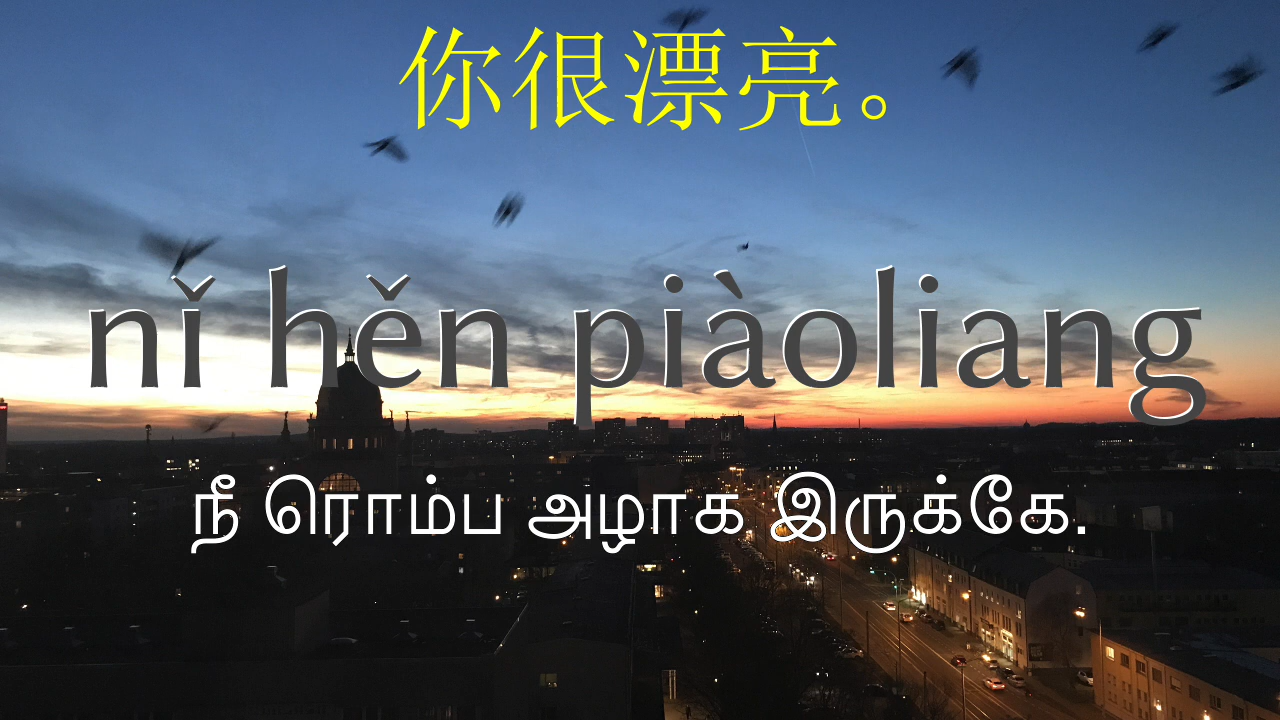 你很漂亮。
nǐ hěn piàoliang
நீ ரொம்ப அழாக இருக்கே.